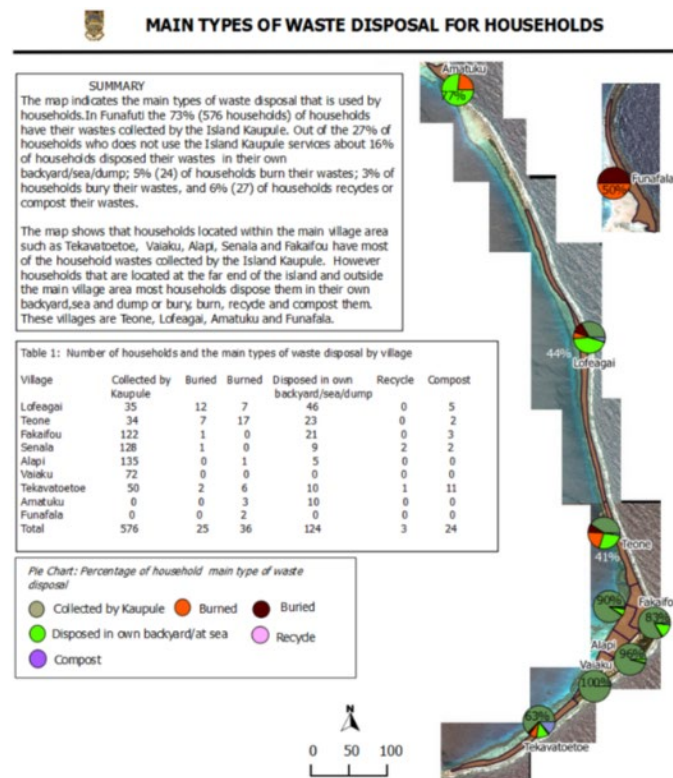 MAIN TYPES OF WASTE DISPOSAL FOR HOUSEHOLDS
SUMMARY
The map indicates the main types of waste disposal that is used by
households.In Funafuti the 73% (576 households) of households
have their wastes collected by the Island Kaupule. Out of the 27% of
households who does not use the Island Kaupule services about 16%
of households disposed their wastes in their own
backyard/sea/dump; 5% (24) of households burn their wastes; 3% of
households bury their wastes, and 6% (27) of households recycles or
compost their wastes.
The map shows that households located within the main village area
such as Tekavatoetoe, Vaiaku, Alapi, Senala and Fakaifou have most
of the household wastes collected by the Island Kaupule. However
households that are located at the far end of the island and outside
the main village area most households dispose them in their own
backyard,sea and dump or bury, burn, recycle and compost them.
These villages are Teone, Lofeagai, Amatuku and Funafala.
Table 1: Number of households and the main types of waste disposal by village
Village Collected by Kaupule Buried Burned Disposed in own backyard/sea/dump Recycle Compost
Lofeagai 35 12 7 46 0 5
Teone 34 7 17 23 0 2
Fakaifou 122 1 0 21 0 3
Senala 128 1 0 9 2 2
Alapi 135 0 1 5 0 0
Vaiaku 72 0 0 0 0 0
Tekavatoetoe 50 2 6 10 1 11
Amatuku 0 0 3 10 0 0
Funafala 0 0 2 0 0 0
Total 576 25 36 124 3 24
Pie Chart: Percentage of household main type of waste
disposal
Collected by Kaupule Burned Buried
Disposed in own backyard/at sea Recycle
Compost
N
0 50 100
Amatuku
77%
Funafala
50%
44%
Lofeagai
Teone
41%
90%
Fakaifo
83%
Alapi
96%
Vaiaku
100%
63%
Tekavatoetoe